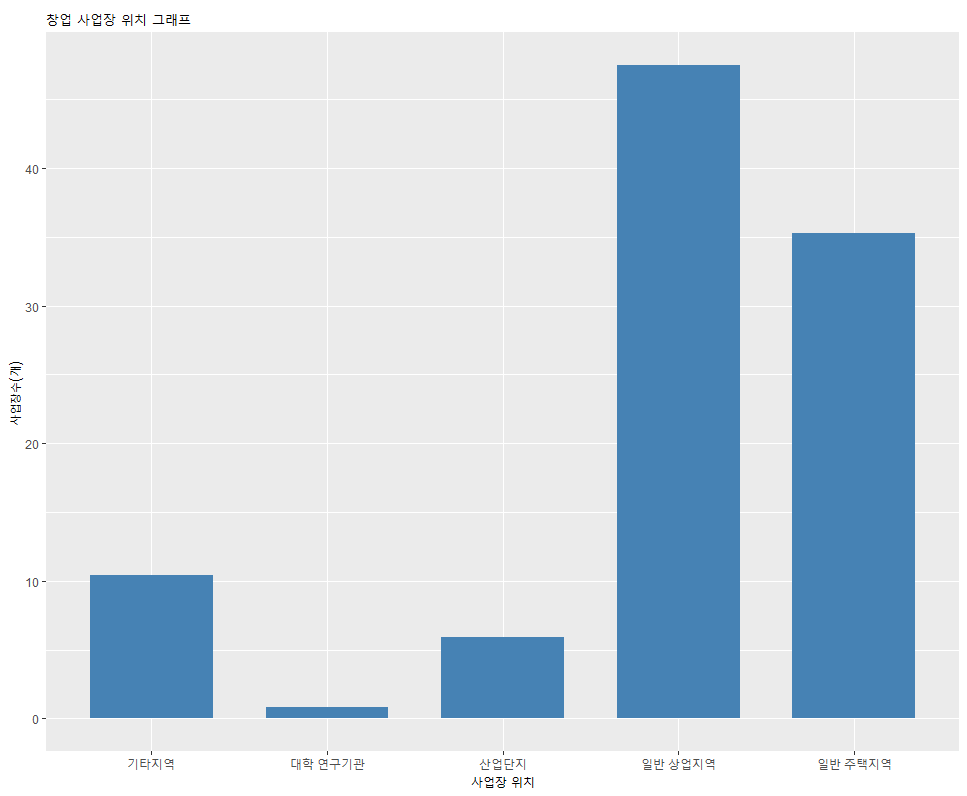 창업 사업장 위치 그래프
사업장수(개)
40
30
20
10
0
기타지역
대학 연구기관
산업단지
일반 상업지역
일반 주택지역
사업장 위치